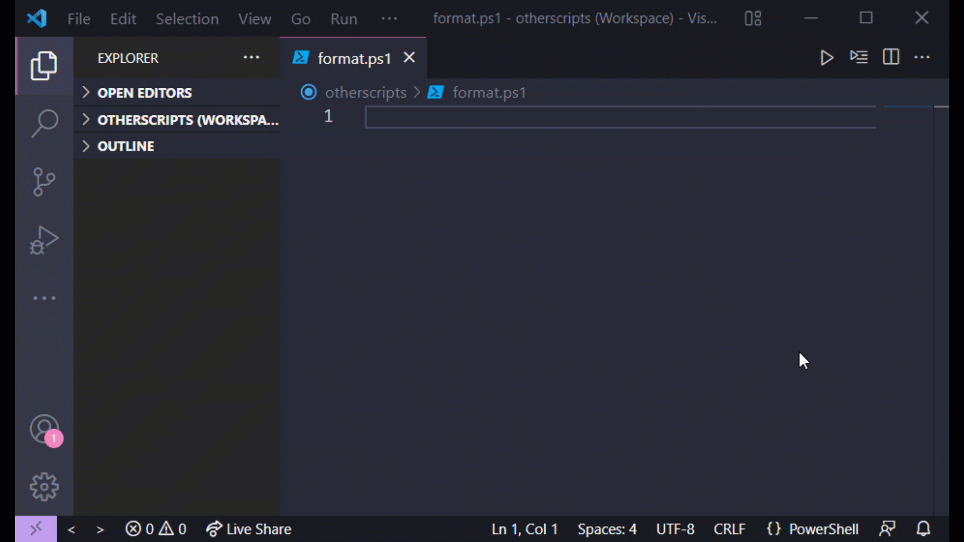 File Edit Selection View Go Run ··· format.ps1 - otherscripts (Workspace) - Vis...
EXPLORER ···
format.ps1
OPEN EDITORS
otherscripts > format.ps1
OTHERSCRIPTS (WORKSPA...
1
OUTLINE
1
< > 0 0 Live Share Ln 1, Col 1 Spaces: 4 UTF-8 CRLF {} PowerShell